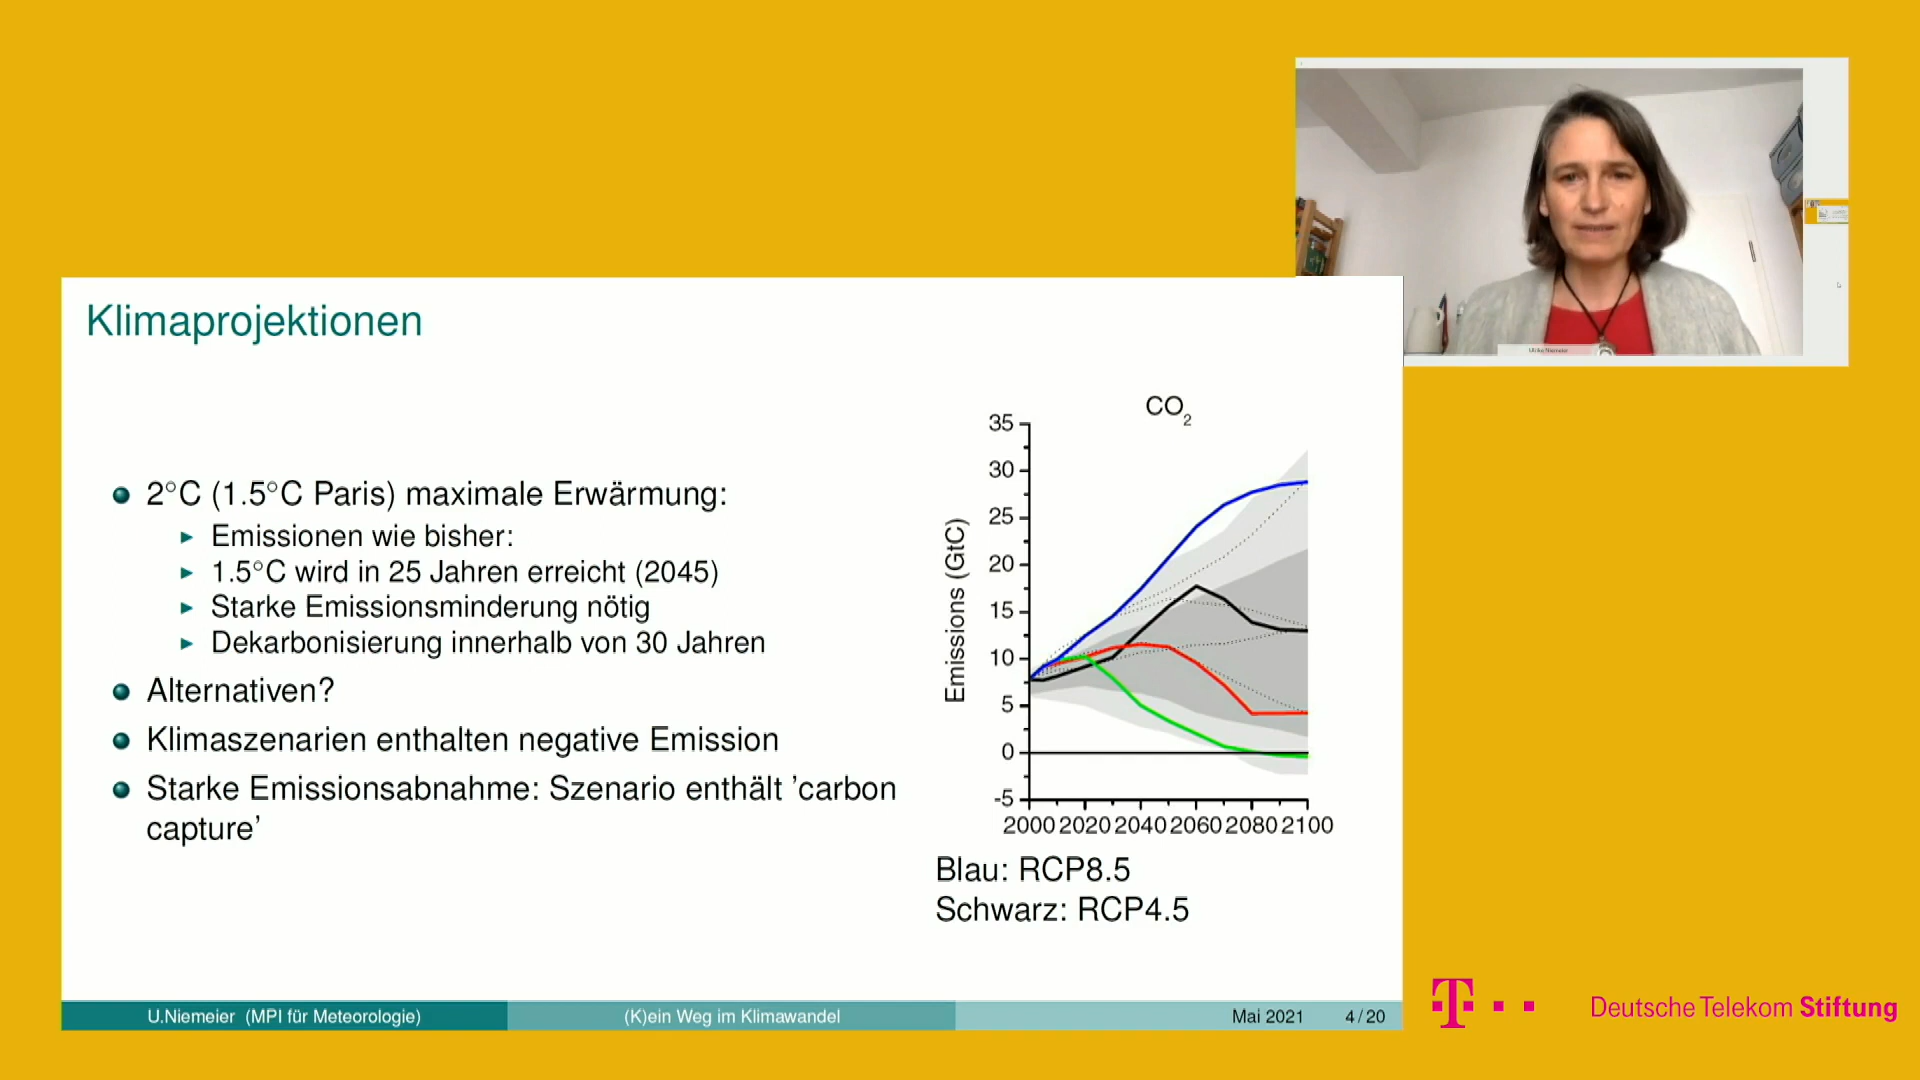 Ulrike Niemeier
Klimaprojektionen
2°C (1.5°C Paris) maximale Erwärmung:
Emissionen wie bisher:
1.5°C wird in 25 Jahren erreicht (2045)
Starke Emissionsminderung nötig
Dekarbonisierung innerhalb von 30 Jahren
Alternativen?
Klimaszenarien enthalten negative Emission
Starke Emissionsabnahme: Szenario enthält 'carbon
capture'
CO2
Emissions (GtC)
35
30
25
20
15
10
5
0
-5
2000 2020 2040 2060 2080 2100
Blau: RCP8.5
Schwarz: RCP4.5
U.Niemeier (MPI für Meteorologie)
(K)ein Weg im Klimawandel
Mai 2021
4 / 20
T
Deutsche Telekom Stiftung